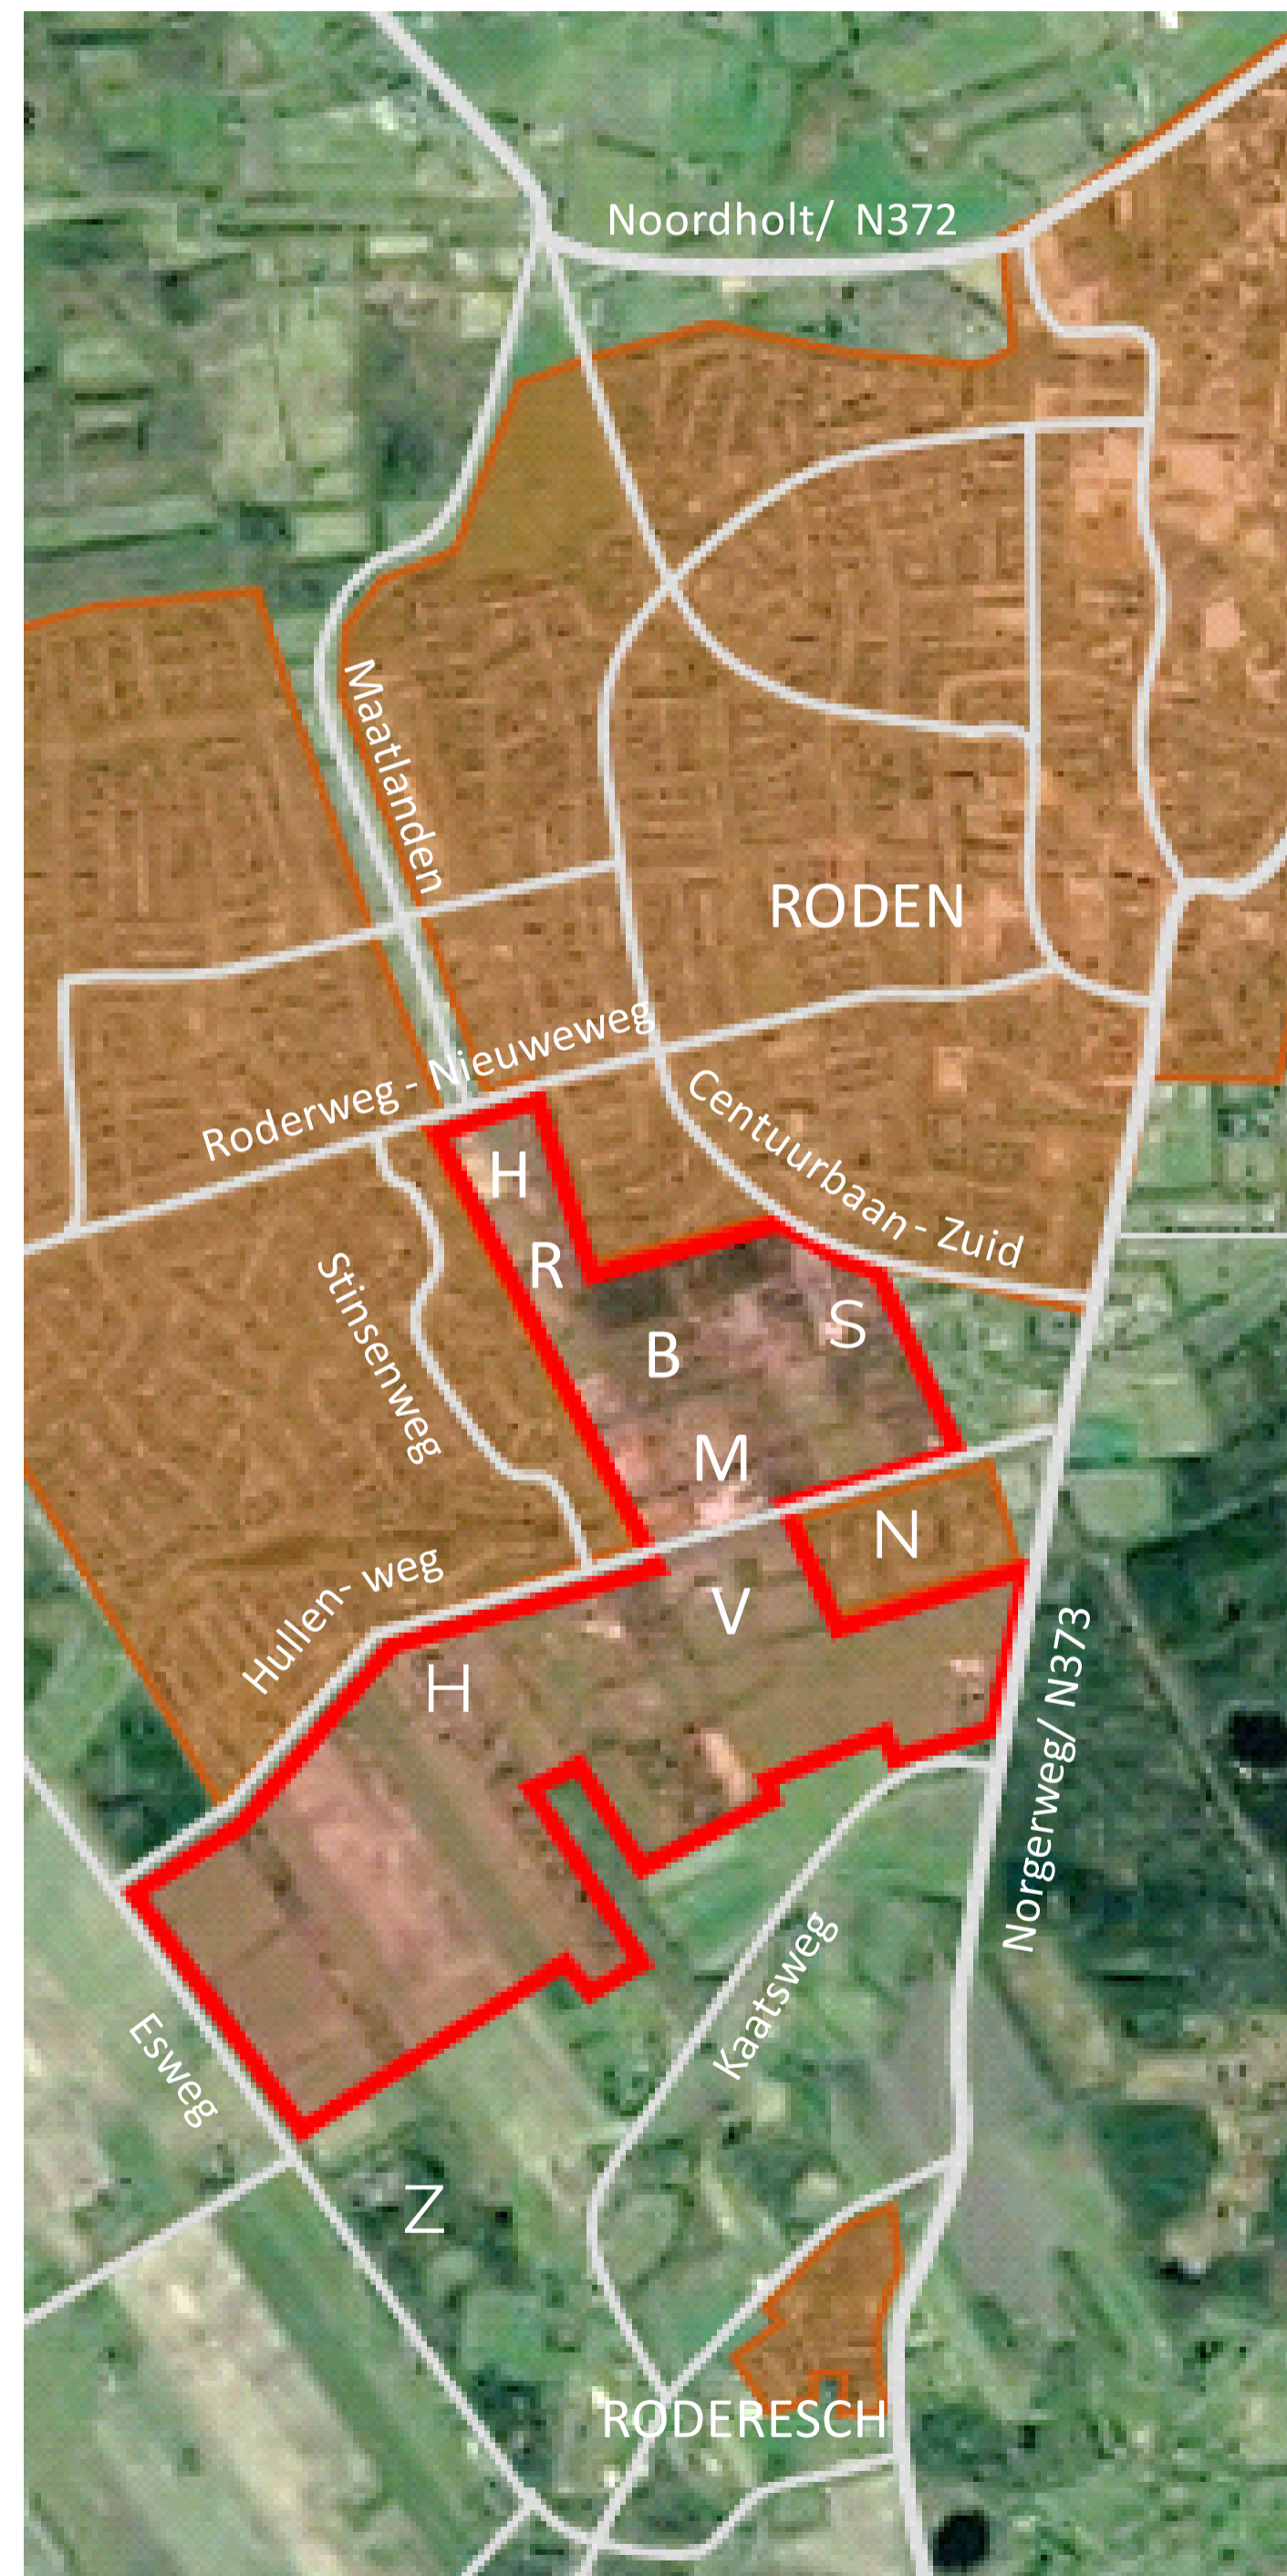 Noordholt/ N372
Maatlanden
RODEN
Roderweg - Nieuweweg
Centuurbaan - Zuid
H
R
Stinsenweg
S
B
M
N
Hullen- weg
V
H
Norgerweg/ N373
Kaatsweg
Esweg
Z
RODERESCH